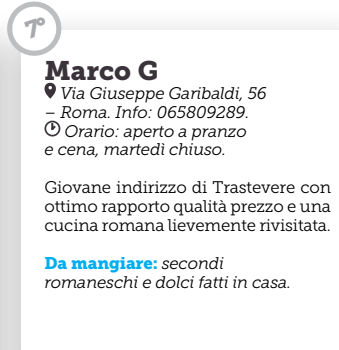 7°
Marco G
Via Giuseppe Garibaldi, 56
– Roma. Info: 065809289.
Orario: aperto a pranzo
e cena, martedì chiuso.
Giovane indirizzo di Trastevere con
ottimo rapporto qualità prezzo e una
cucina romana lievemente rivisitata.
Da mangiare: secondi
romaneschi e dolci fatti in casa.